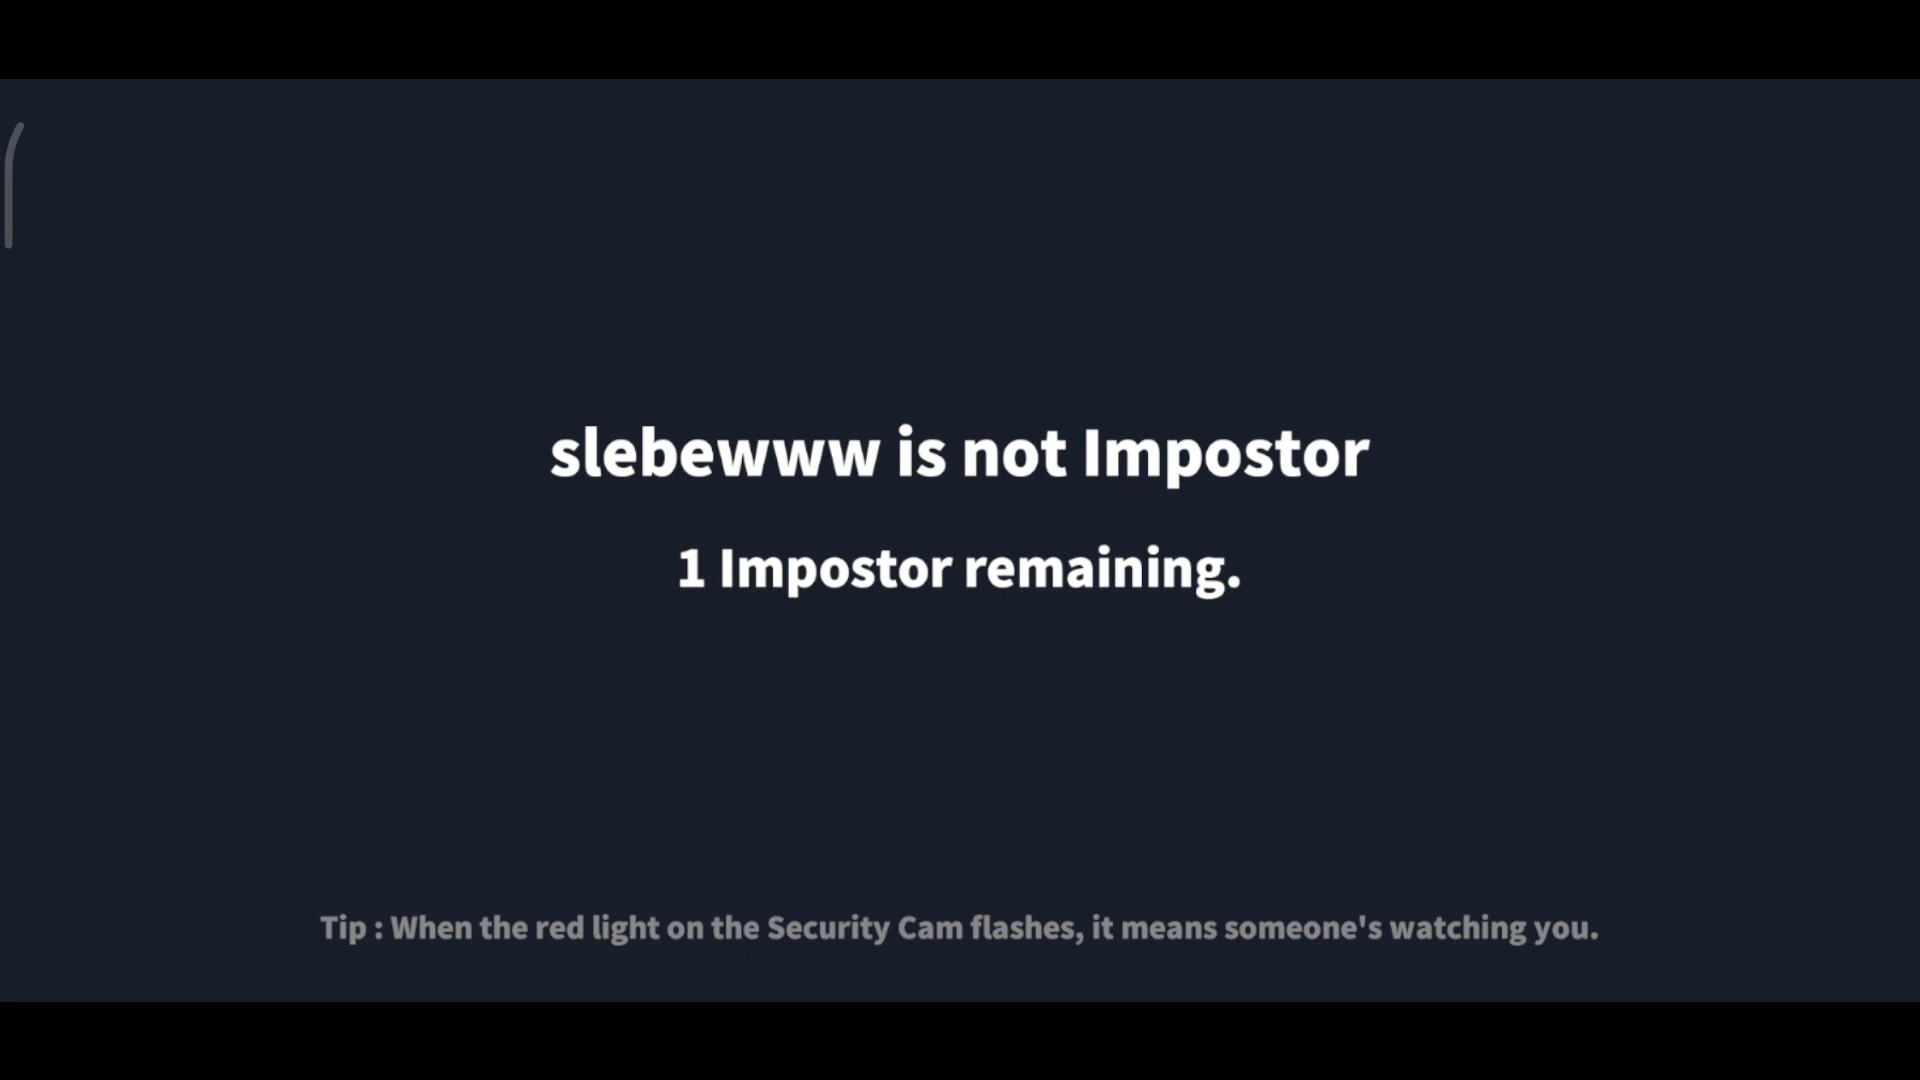 slebewww is not Impostor
1 Impostor remaining.
Tip : When the red light on the Security Cam flashes, it means someone's watching you.